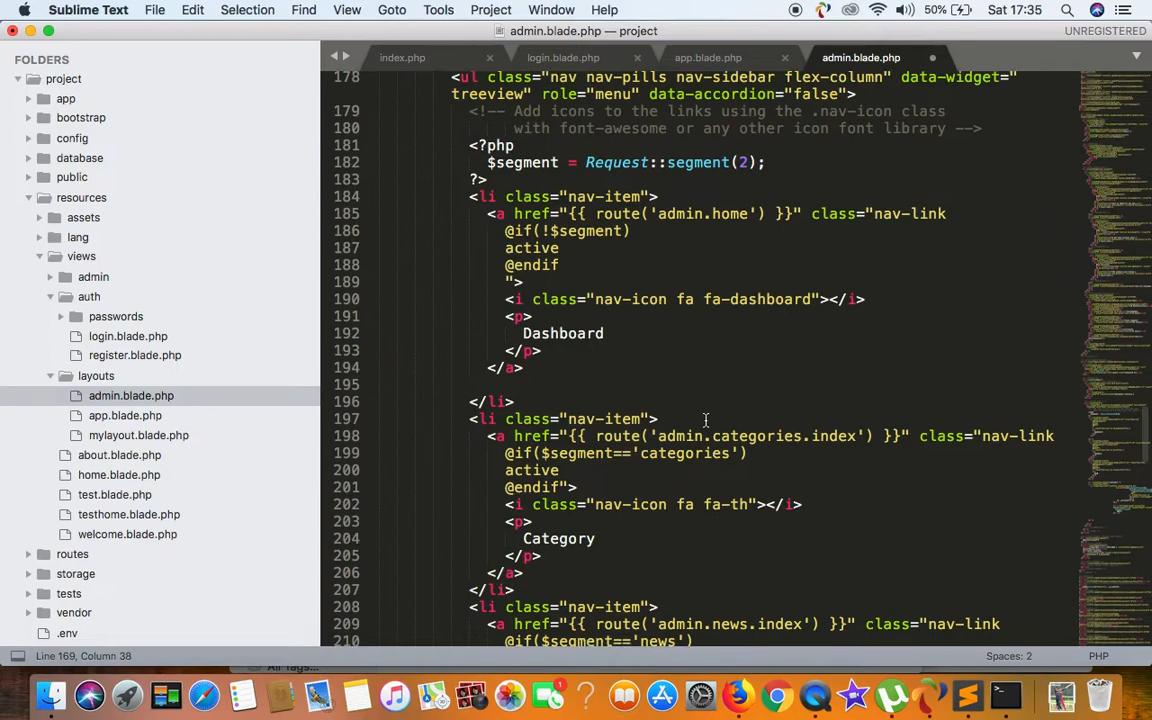 Sublime Text File Edit Selection Find View Goto Tools Project Window Help 50% Sat 17:35
admin.blade.php — project UNREGISTERED
FOLDERS
project
app
bootstrap
config
database
public
resources
assets
lang
views
admin
auth
passwords
login.blade.php
register.blade.php
layouts
admin.blade.php
app.blade.php
mylayout.blade.php
about.blade.php
home.blade.php
test.blade.php
testhome.blade.php
welcome.blade.php
routes
storage
tests
vendor
.env
index.php × login.blade.php × app.blade.php × admin.blade.php
178 <ul class="nav nav-pills nav-sidebar flex-column" data-widget="
treeview" role="menu" data-accordion="false">
179 <!-- Add icons to the links using the .nav-icon class
180 with font-awesome or any other icon font library -->
181 <?php
182 $segment = Request::segment(2);
183 ?>
184 <li class="nav-item">
185 <a href="{{ route('admin.home') }}" class="nav-link
186 @if(!$segment)
187 active
188 @endif
189 ">
190 <i class="nav-icon fa fa-dashboard"></i>
191 <p>
192 Dashboard
193 </p>
194 </a>
195
196 </li>
197 <li class="nav-item">
198 <a href="{{ route('admin.categories.index') }}" class="nav-link
199 @if($segment=='categories')
200 active
201 @endif">
202 <i class="nav-icon fa fa-th"></i>
203 <p>
204 Category
205 </p>
206 </a>
207 </li>
208 <li class="nav-item">
209 <a href="{{ route('admin.news.index') }}" class="nav-link
210 @if($segment=='news')
Line 169, Column 38 Spaces: 2 PHP
All Tags...